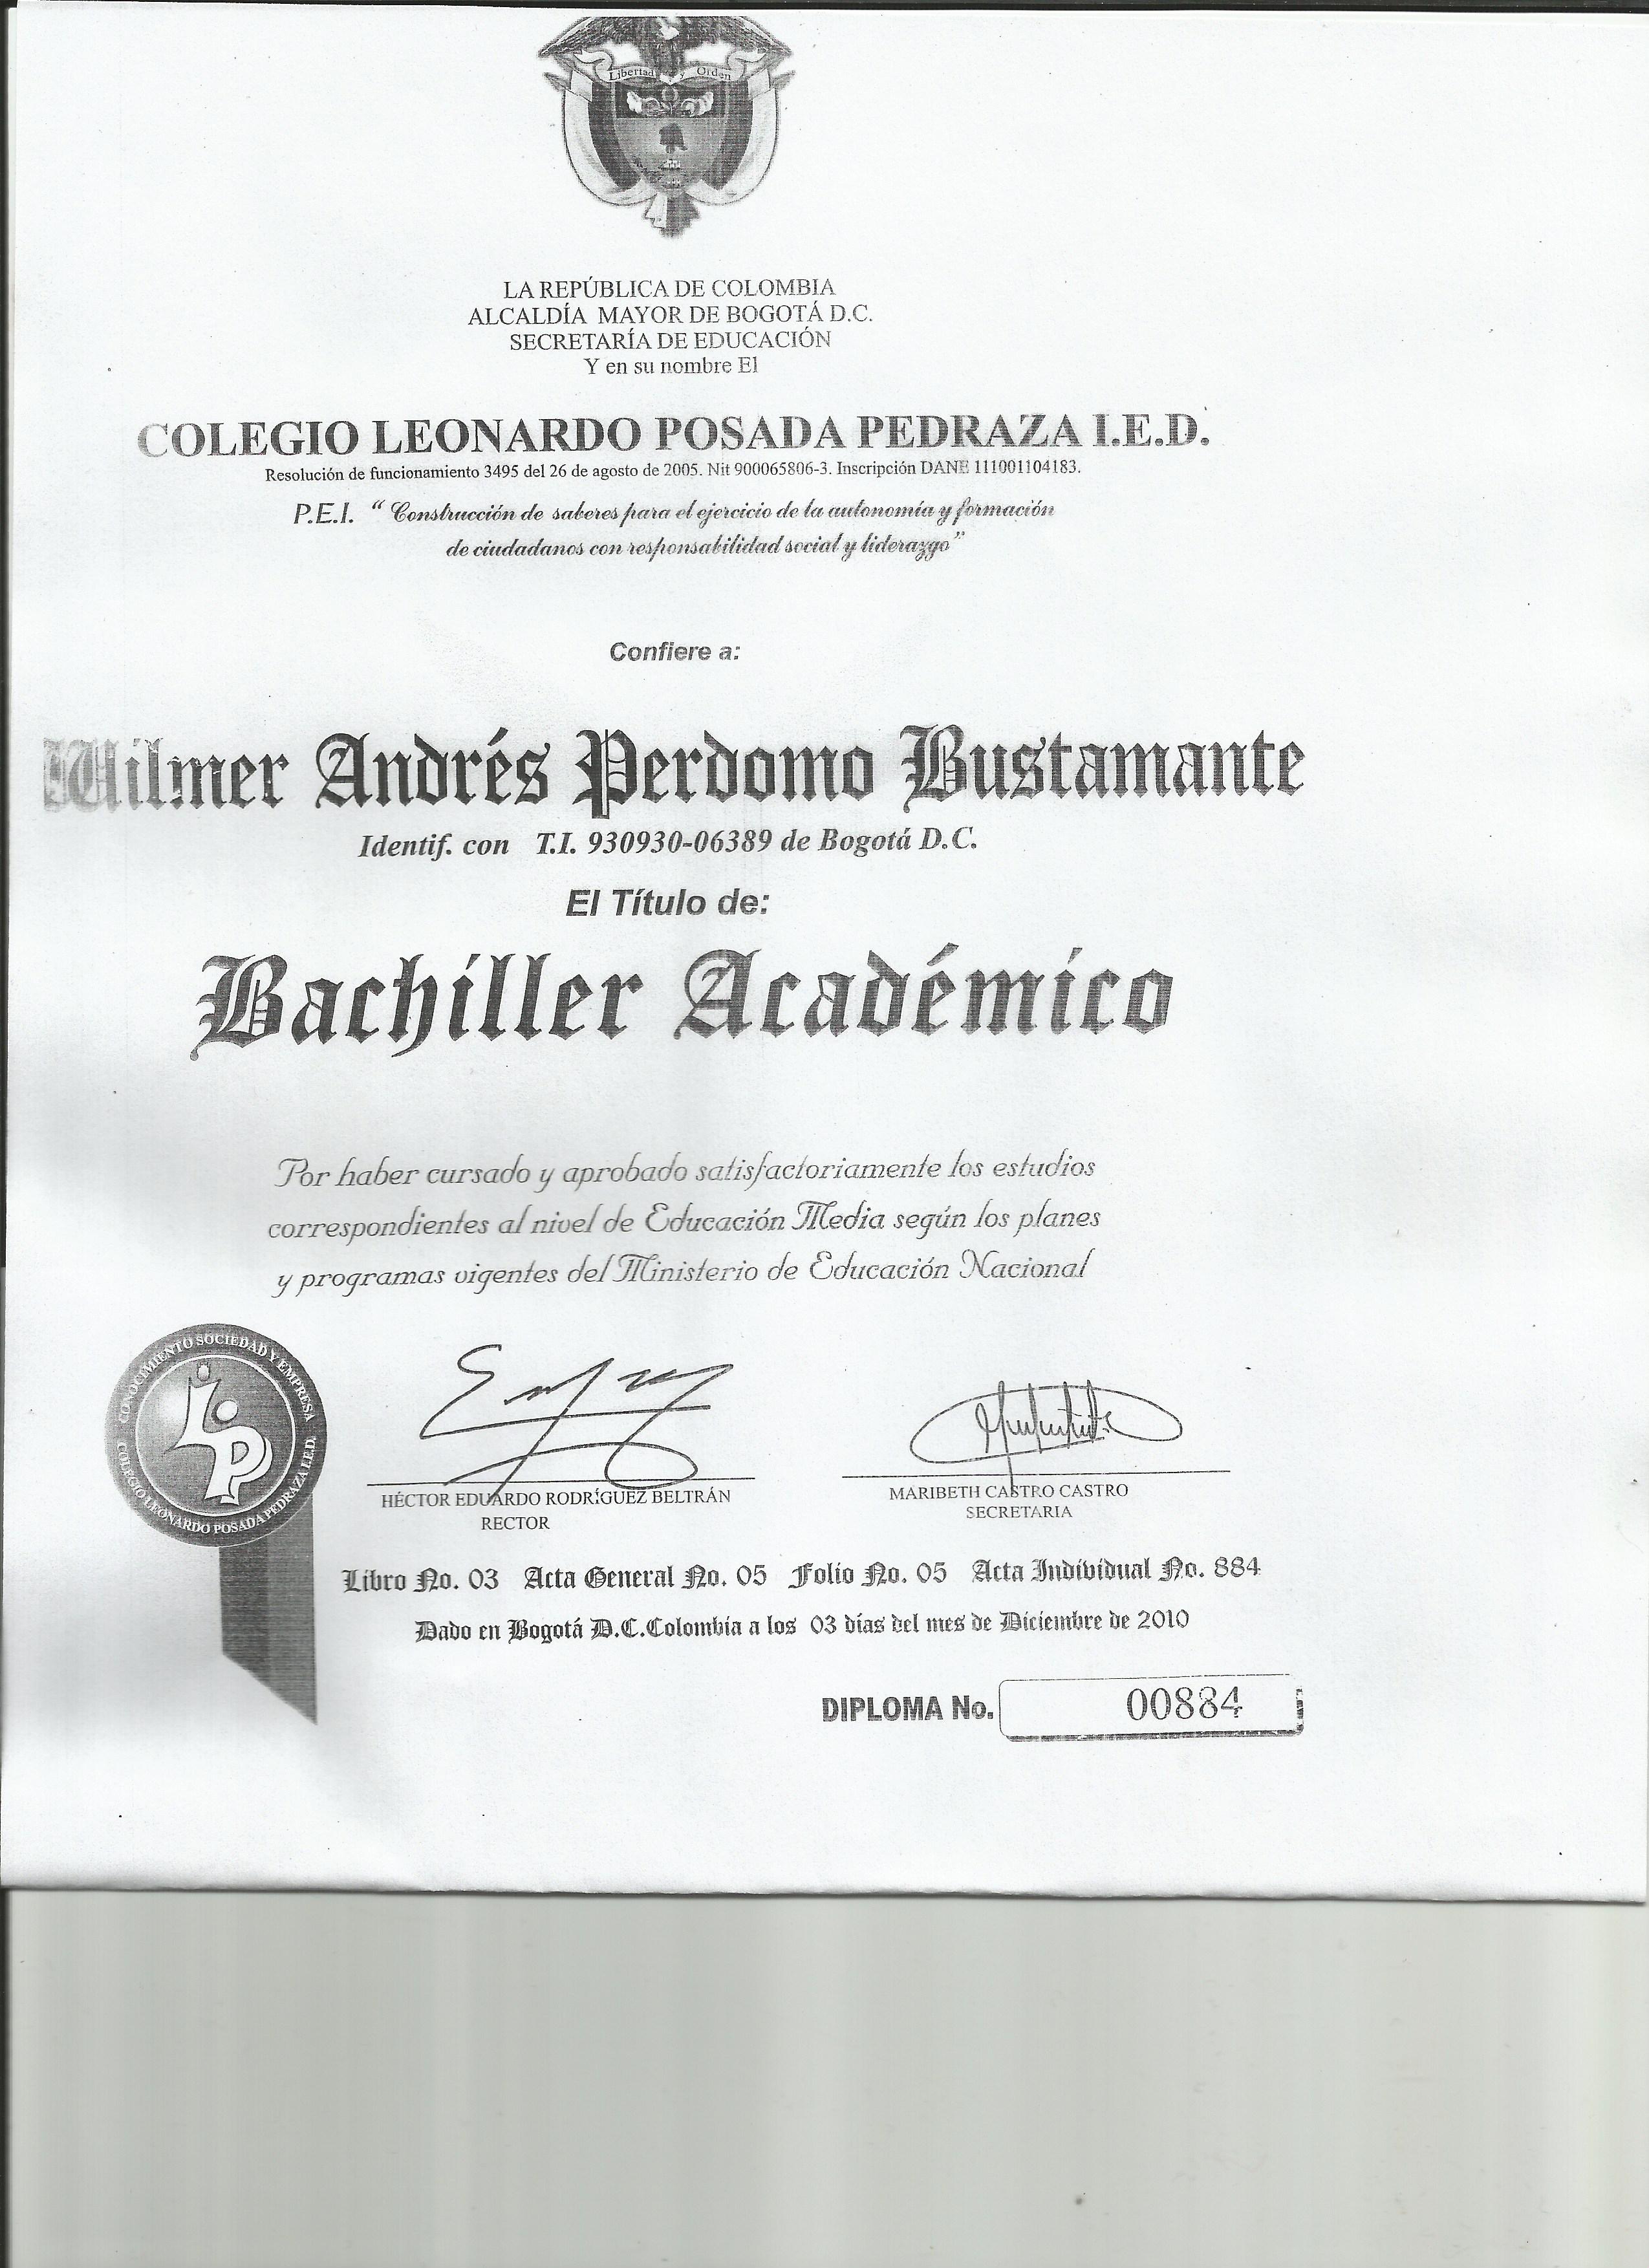 Libertad y Orden
LA REPÚBLICA DE COLOMBIA
ALCALDÍA MAYOR DE BOGOTÁ D.C.
SECRETARÍA DE EDUCACIÓN
Y en su nombre El
COLEGIO LEONARDO POSADA PEDRAZA I.E.D.
Resolución de funcionamiento 3495 del 26 de agosto de 2005. Nit 900065806-3. Inscripción DANE 111001104183.
P.E.I. “Construcción de saberes para el ejercicio de la autonomía y formación
de ciudadanos con responsabilidad social y liderazgo”
Confiere a:
Wilmer Andrés Perdomo Bustamante
Identif. con T.I. 930930-06389 de Bogotá D.C.
El Título de:
Bachiller Académico
Por haber cursado y aprobado satisfactoriamente los estudios
correspondientes al nivel de Educación Media según los planes
y programas vigentes del Ministerio de Educación Nacional
CONOCIMIENTO SOCIEDAD Y EMPRESA
LPP
COLEGIO LEONARDO POSADA PEDRAZA I.E.D.
HÉCTOR EDUARDO RODRÍGUEZ BELTRÁN
RECTOR
MARIBETH CASTRO CASTRO
SECRETARIA
Libro No. 03 Acta General No. 05 Folio No. 05 Acta Individual No. 884
Dado en Bogotá D.C.Colombia a los 03 días del mes de Diciembre de 2010
DIPLOMA No. 00884